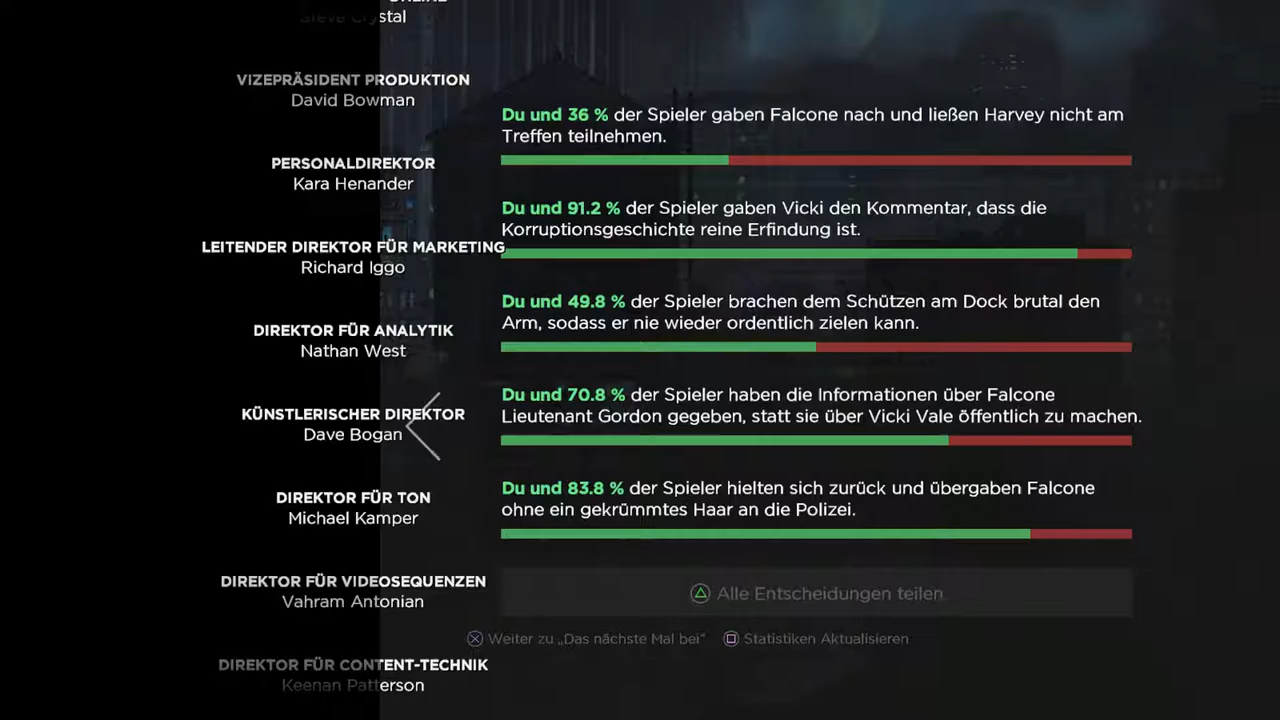 Steve Crystal
VIZEPRÄSIDENT PRODUKTION
David Bowman
PERSONALDIREKTOR
Kara Henander
LEITENDER DIREKTOR FÜR MARKETING
Richard Iggo
DIREKTOR FÜR ANALYTIK
Nathan West
KÜNSTLERISCHER DIREKTOR
Dave Bogan
DIREKTOR FÜR TON
Michael Kamper
DIREKTOR FÜR VIDEOSEQUENZEN
Vahram Antonian
DIREKTOR FÜR CONTENT-TECHNIK
Keenan Patterson
Du und 36 % der Spieler gaben Falcone nach und ließen Harvey nicht am
Treffen teilnehmen.
Du und 91.2 % der Spieler gaben Vicki den Kommentar, dass die
Korruptionsgeschichte reine Erfindung ist.
Du und 49.8 % der Spieler brachen dem Schützen am Dock brutal den
Arm, sodass er nie wieder ordentlich zielen kann.
Du und 70.8 % der Spieler haben die Informationen über Falcone
Lieutenant Gordon gegeben, statt sie über Vicki Vale öffentlich zu machen.
Du und 83.8 % der Spieler hielten sich zurück und übergaben Falcone
ohne ein gekrümmtes Haar an die Polizei.
Alle Entscheidungen teilen
Weiter zu „Das nächste Mal bei“
Statistiken Aktualisieren